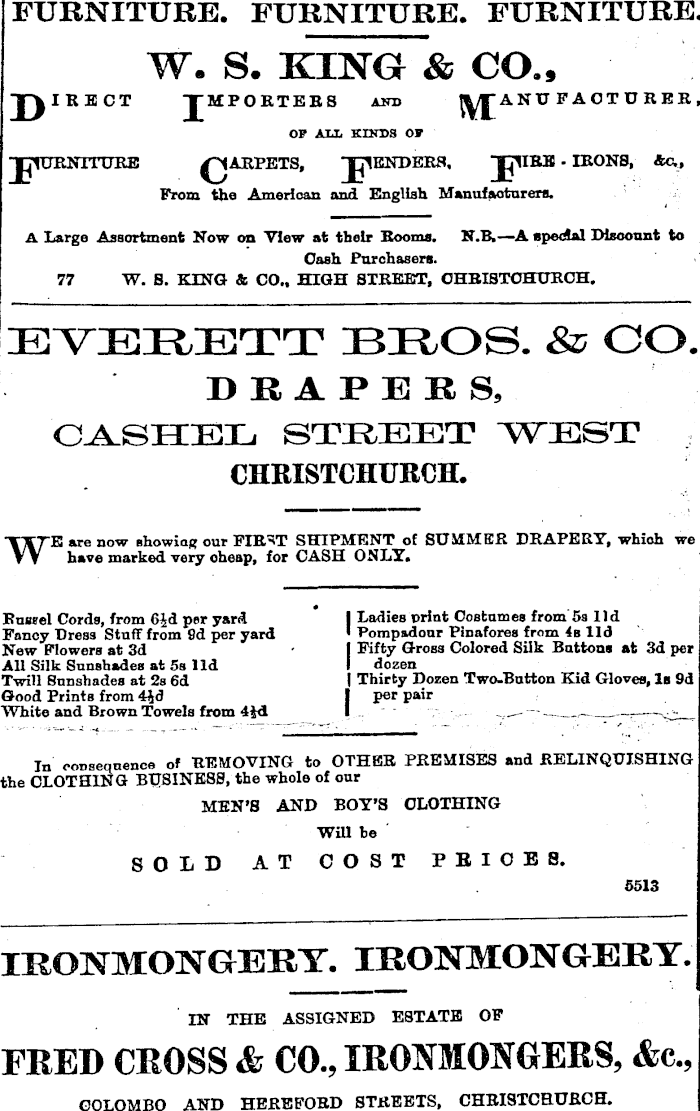 FURNITURE. FURNITURE. FURNITURE.
W. S. KING & CO.,
DIRECT IMPORTERS AND MANUFACTURER,
OF ALL KINDS OF
FURNITURE CARPETS, FENDERS, FIRE-IRONS, &c.,
From the American and English Manufacturers.
A Large Assortment Now on View at their Rooms. N.B.—A special Discount to
Cash Purchasers.
77 W. S. KING & CO., HIGH STREET, CHRISTCHURCH.
EVERETT BROS. & CO.
DRAPERS,
CASHEL STREET WEST
CHRISTCHURCH.
WE are now showing our FIRST SHIPMENT of SUMMER DRAPERY, which we
have marked very cheap, for CASH ONLY.
Russel Cords, from 6½d per yard
Fancy Dress Stuff from 9d per yard
New Flowers at 3d
All Silk Sunshades at 5s 11d
Twill Sunshades at 2s 6d
Good Prints from 4½d
White and Brown Towels from 4½d
Ladies print Costumes from 5s 11d
Pompadour Pinafores from 4s 11d
Fifty Gross Colored Silk Buttons at 3d per
dozen
Thirty Dozen Two-Button Kid Gloves, 1s 9d
per pair
In consequence of REMOVING to OTHER PREMISES and RELINQUISHING
the CLOTHING BUSINESS, the whole of our
MEN'S AND BOY'S CLOTHING
Will be
SOLD AT COST PRICES.
5513
IRONMONGERY. IRONMONGERY.
IN THE ASSIGNED ESTATE OF
FRED CROSS & CO., IRONMONGERS, &c.,
COLOMBO AND HEREFORD STREETS, CHRISTCHURCH.